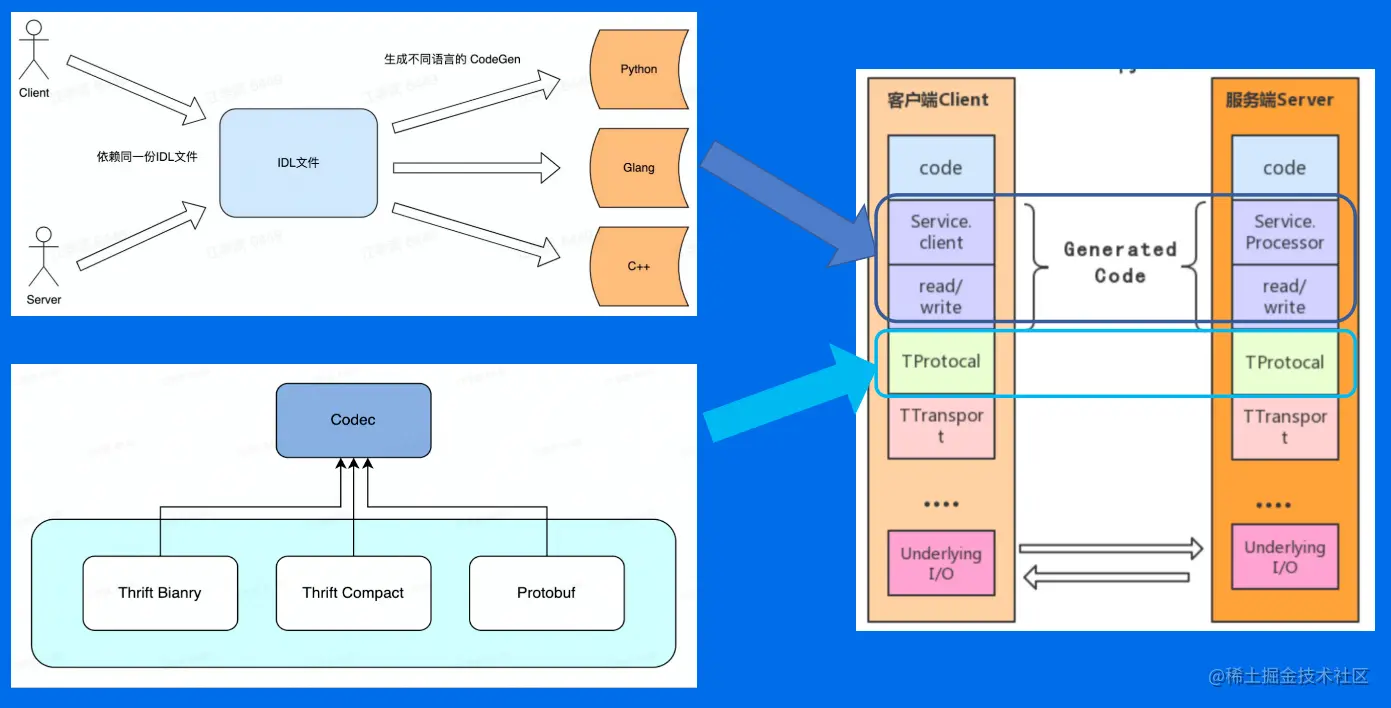 Client
生成不同语言的 CodeGen
Python
依赖同一份IDL文件
IDL文件
Glang
Server
C++
Codec
Thrift Bianry
Thrift Compact
Protobuf
客户端Client
服务端Server
code
code
Service.
client
Generated
Code
Service.
Processor
read/
write
read/
write
TProtocal
TProtocal
TTranspor
t
TTranspor
t
....
....
Underlying
I/O
Underlying
I/O
@稀土掘金技术社区